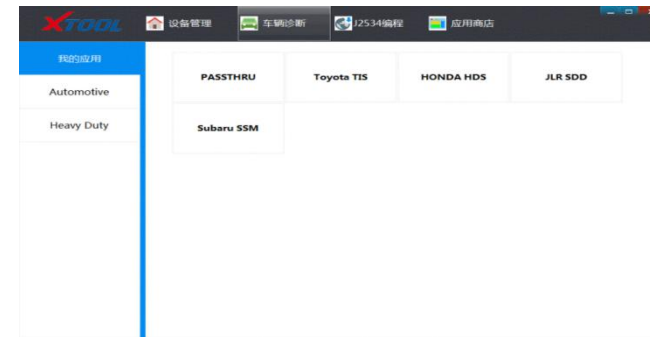 XTOOL 设备管理 车辆诊断 J2534编程 应用商店
我的应用
Automotive
Heavy Duty
PASSTHRU Toyota TIS HONDA HDS JLR SDD
Subaru SSM